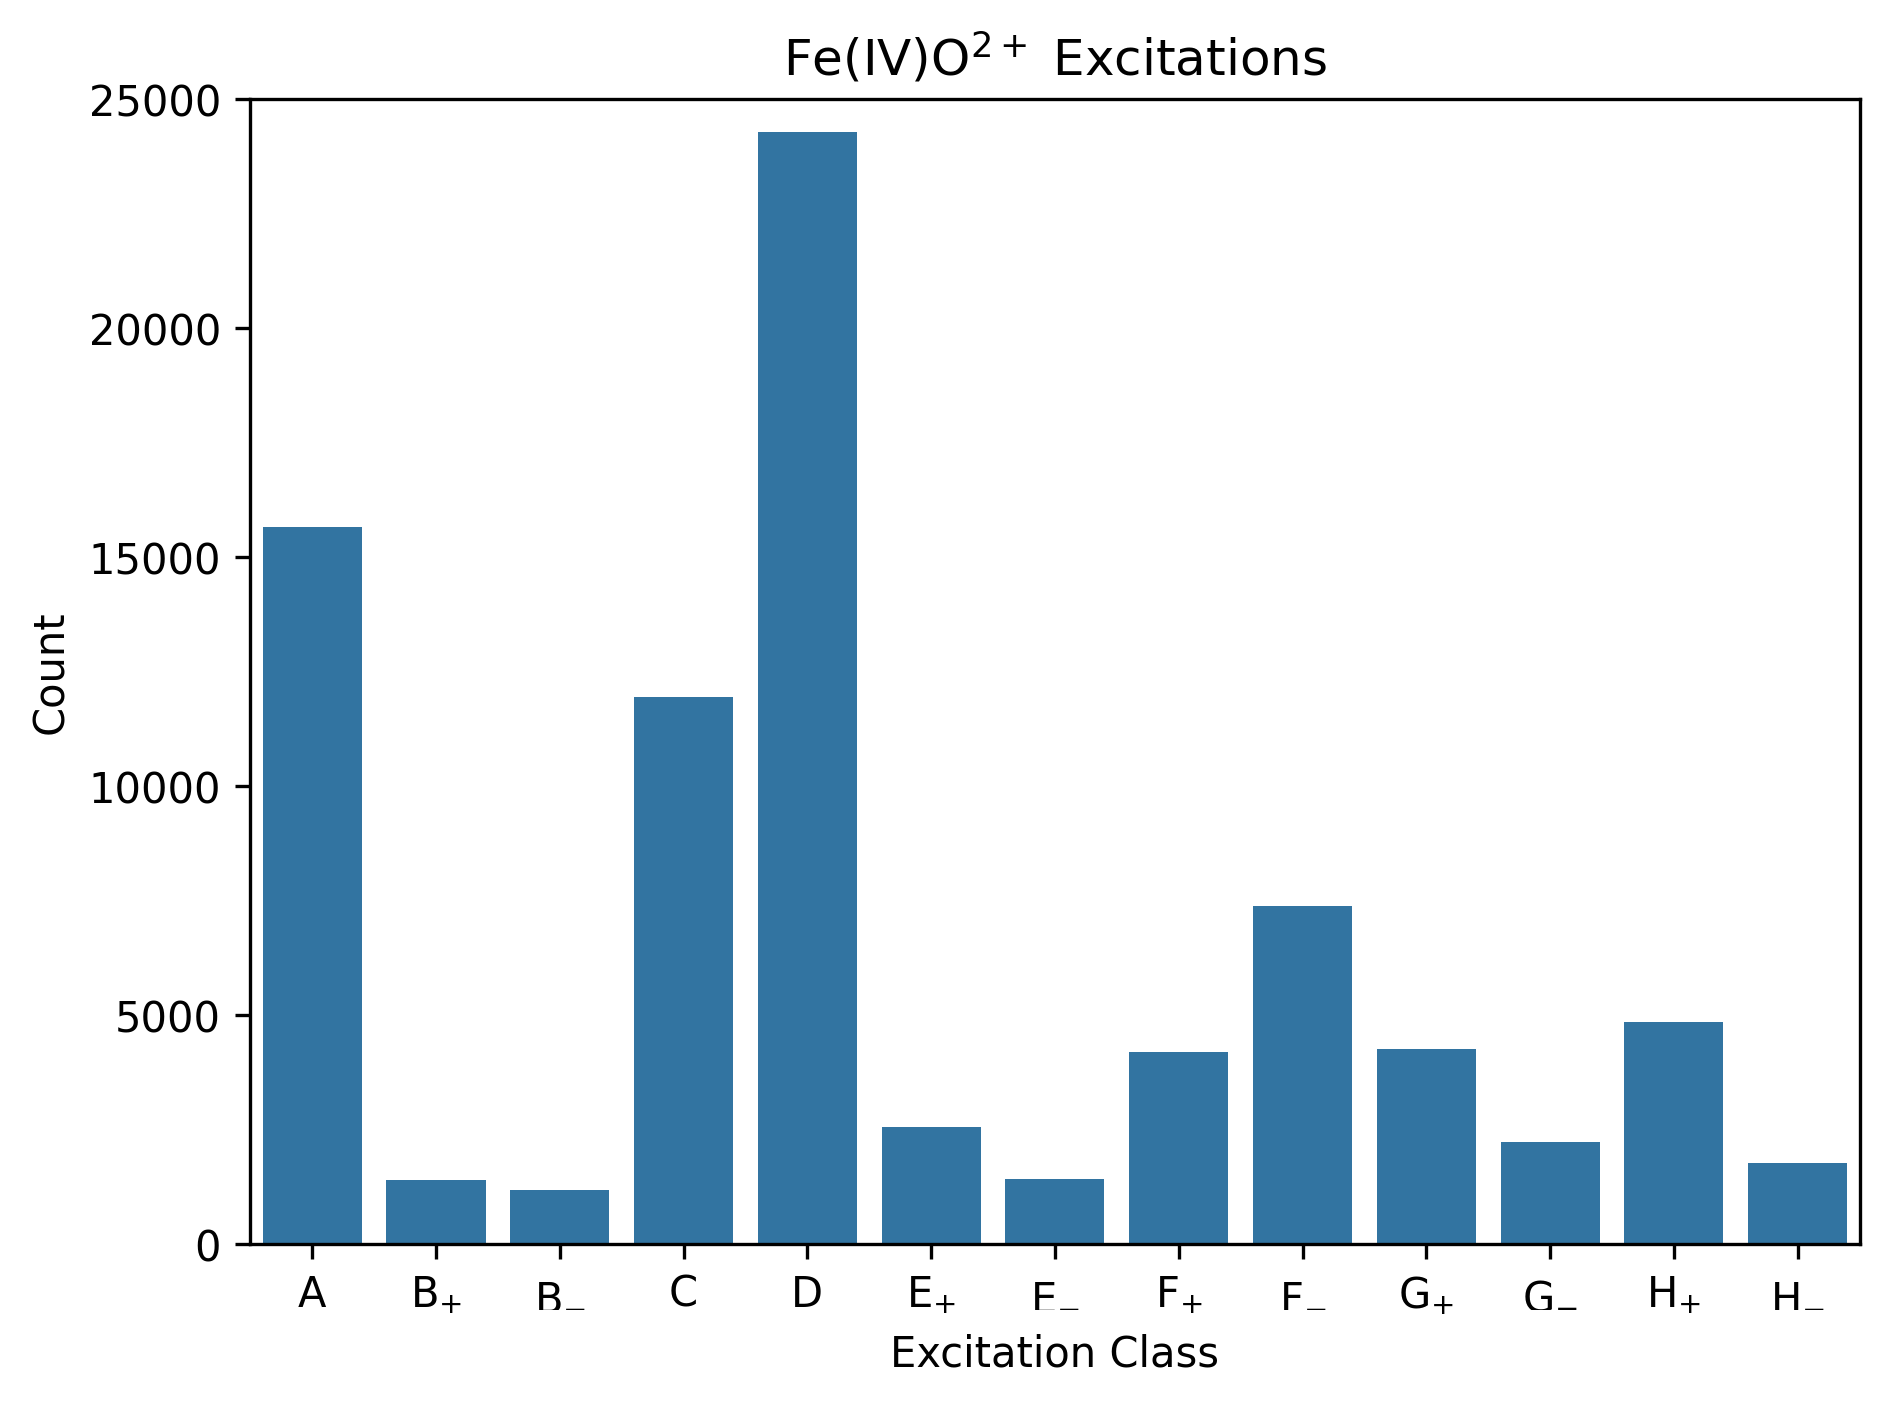 Fe(IV)O²⁺ Excitations
25000
20000
15000
10000
5000
0
Count
A B₊ B₋ C D E₊ E₋ F₊ F₋ G₊ G₋ H₊ H₋
Excitation Class